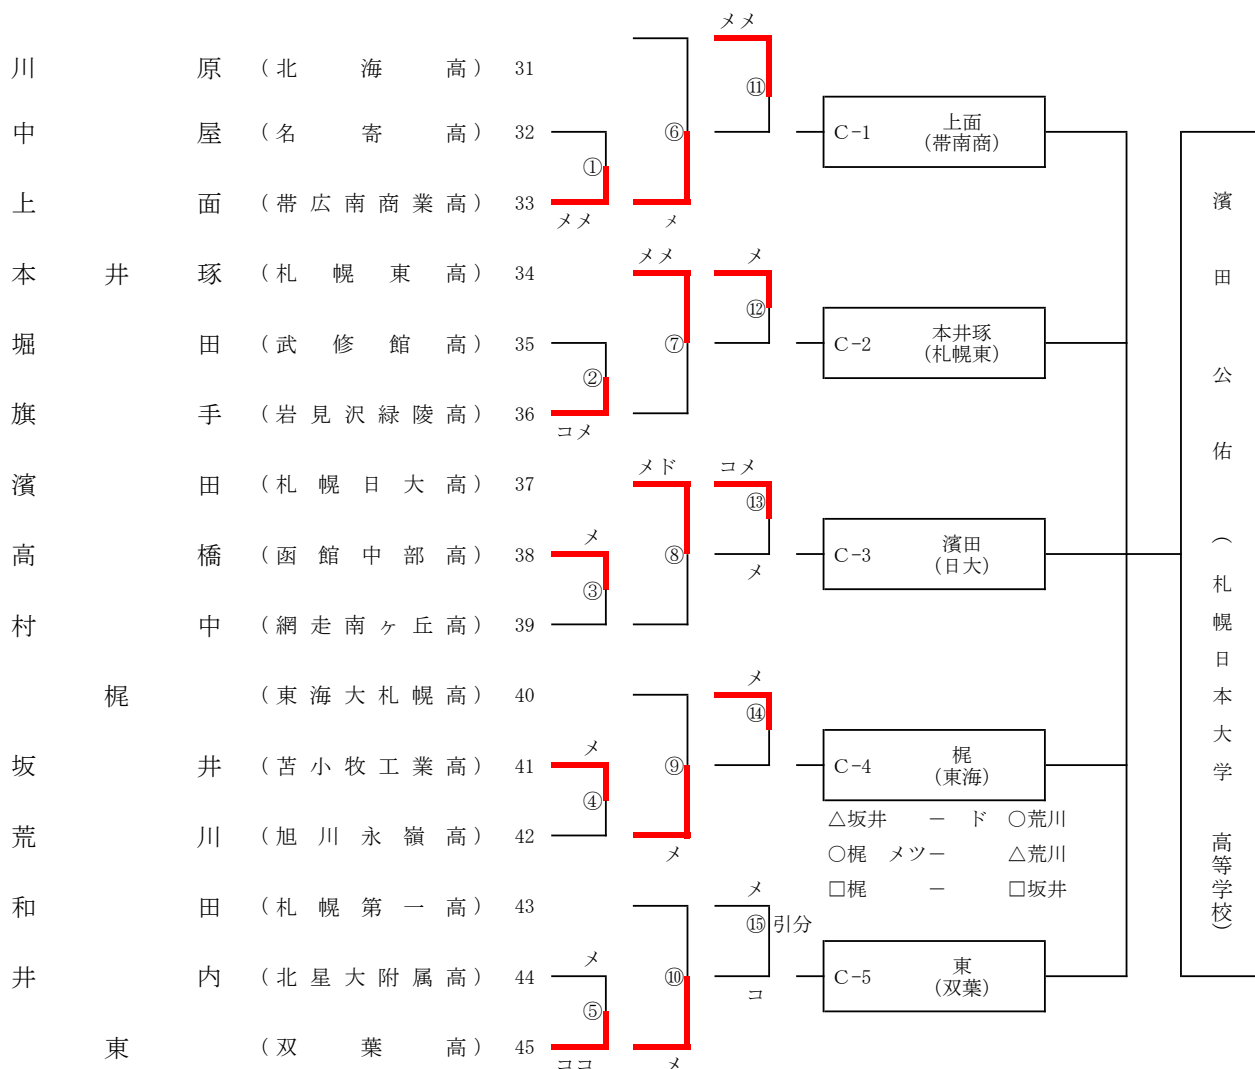 メメ
川原 (北海高) 31
⑪
中屋 (名寄高) 32
⑥
C-1 上面
(帯南商)
①
上面 (帯広南商業高) 33
メメ
メ
メメ
メ
本井琢 (札幌東高) 34
⑫
堀田 (武修館高) 35
⑦
C-2 本井琢
(札幌東)
②
旗手 (岩見沢緑陵高) 36
コメ
メド
コメ
濱田 (札幌日大高) 37
⑬
メ
高橋 (函館中部高) 38
⑧
メ
C-3 濱田
(日大)
③
村中 (網走南ヶ丘高) 39
メ
梶 (東海大札幌高) 40
⑭
メ
坂井 (苫小牧工業高) 41
⑨
C-4 梶
(東海)
④
△坂井 － ド ○荒川
荒川 (旭川永嶺高) 42
メ
○梶 メツ－ △荒川
□梶 － □坂井
メ
和田 (札幌第一高) 43
⑮ 引分
メ
井内 (北星大附属高) 44
⑩
コ
C-5 東
(双葉)
⑤
東 (双葉高) 45
ココ
メ
濱田公佑(札幌日本大学高等学校)